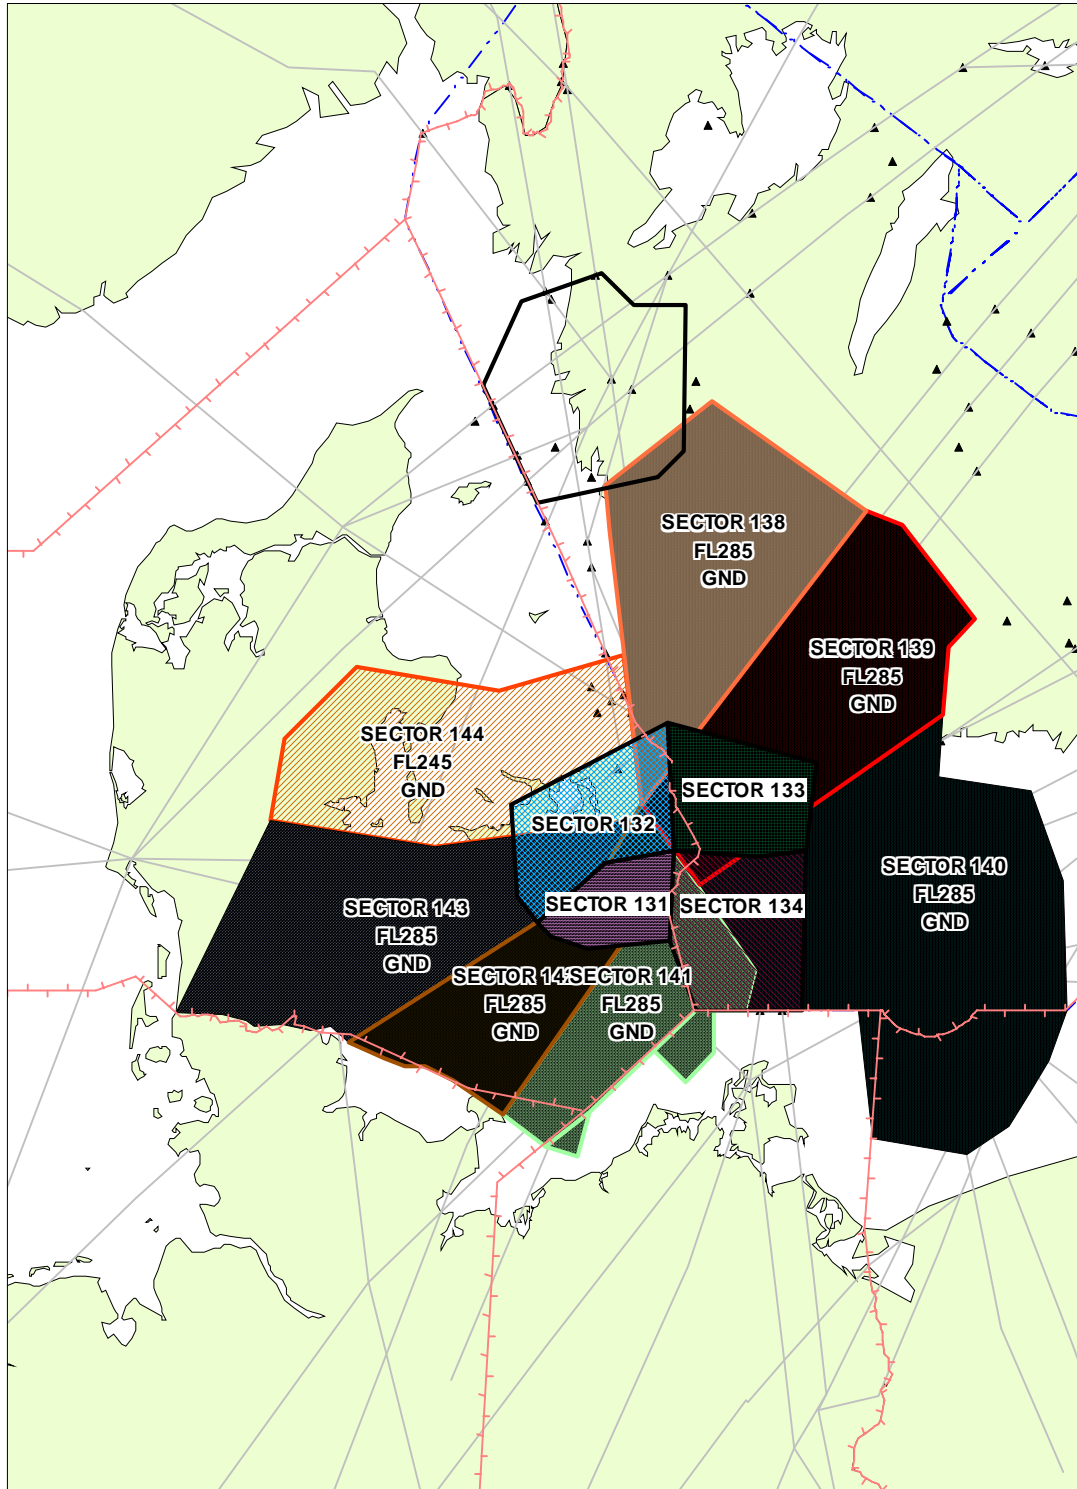 SECTOR 138
FL285
GND
SECTOR 139
FL285
GND
SECTOR 144
FL245
GND
SECTOR 133
SECTOR 132
SECTOR 140
FL285
GND
SECTOR 131
SECTOR 134
SECTOR 143
FL285
GND
SECTOR 14
FL285
GND
SECTOR 141
FL285
GND